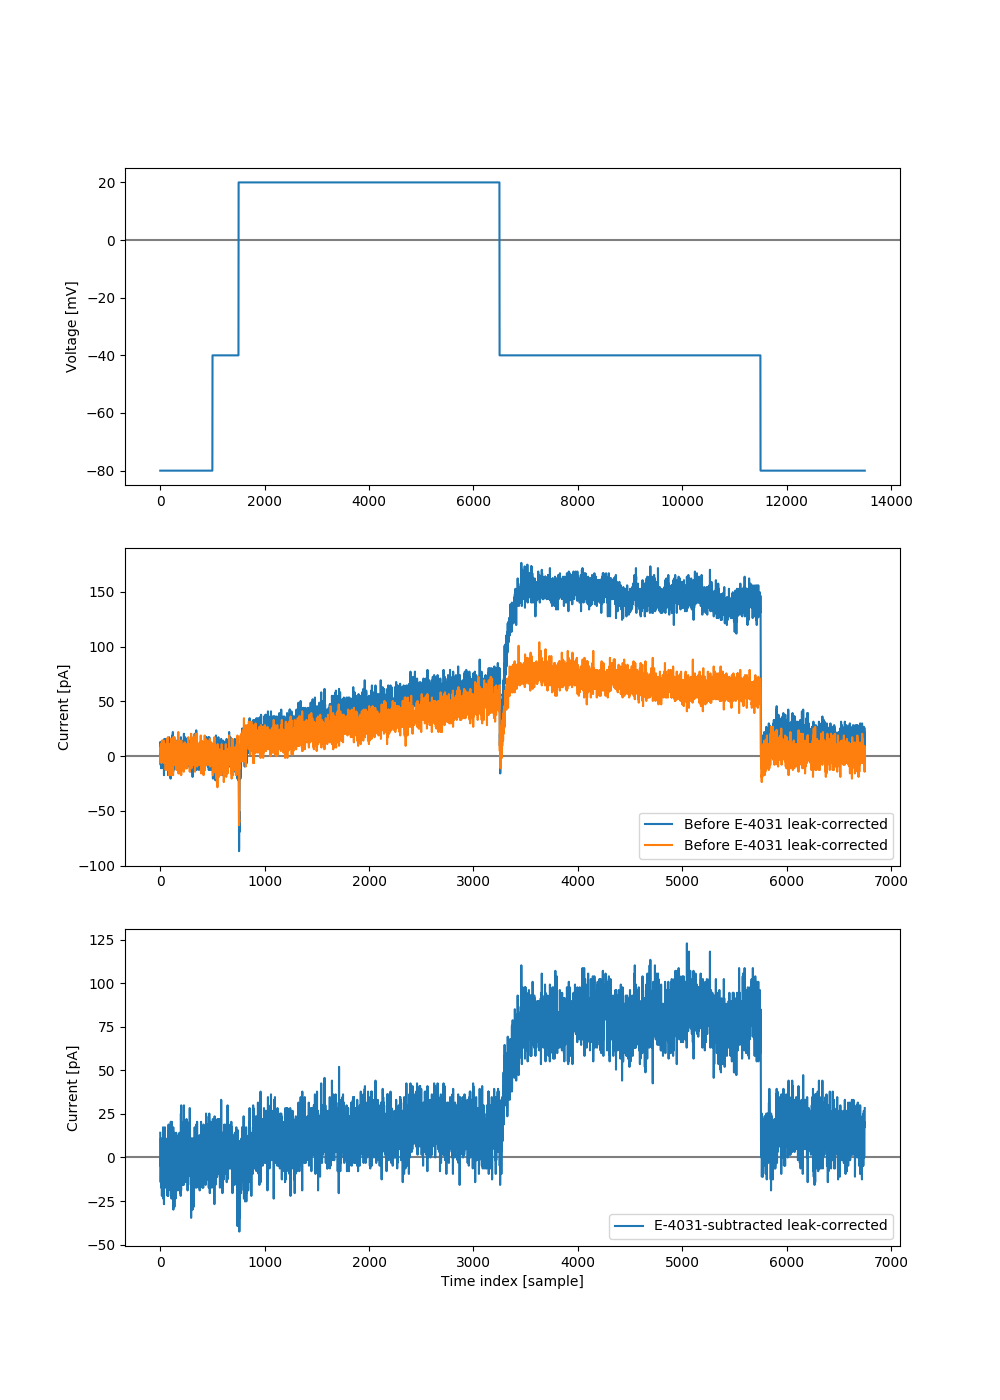 20
0
−20
−40
−60
−80
Voltage [mV]
0 2000 4000 6000 8000 10000 12000 14000
150
100
50
0
−50
−100
Current [pA]
Before E-4031 leak-corrected
Before E-4031 leak-corrected
0 1000 2000 3000 4000 5000 6000 7000
125
100
75
50
25
0
−25
−50
Current [pA]
E-4031-subtracted leak-corrected
0 1000 2000 3000 4000 5000 6000 7000
Time index [sample]